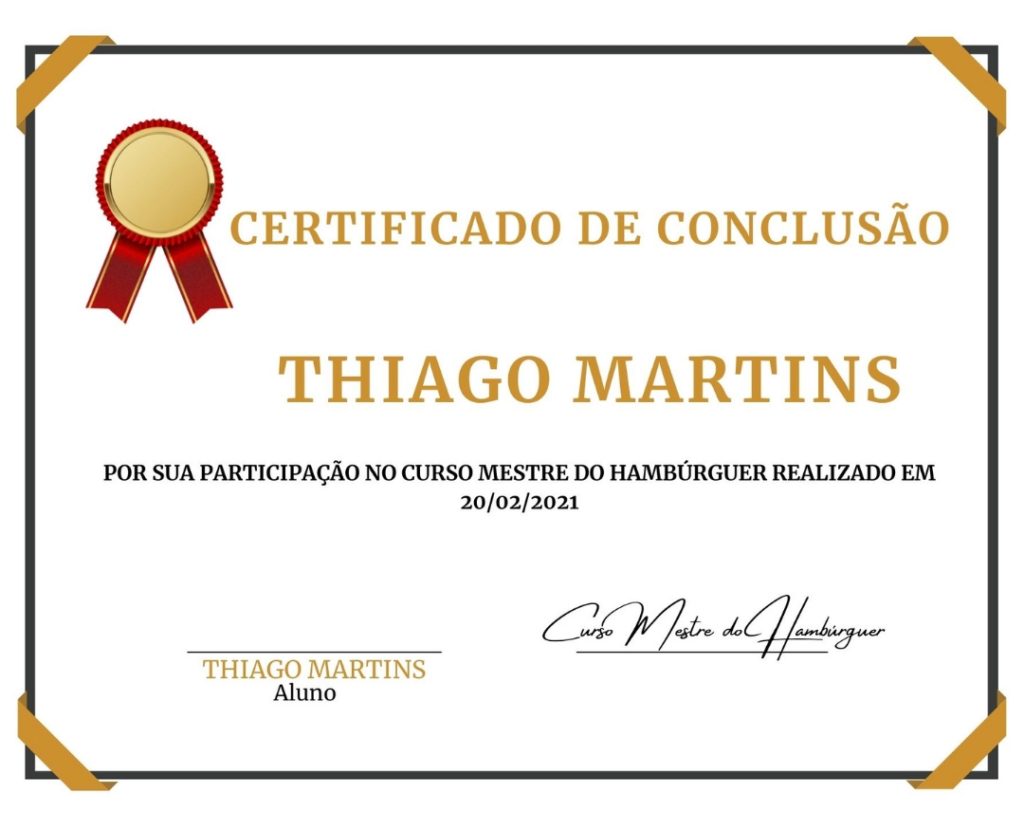 CERTIFICADO DE CONCLUSÃO
THIAGO MARTINS
POR SUA PARTICIPAÇÃO NO CURSO MESTRE DO HAMBÚRGUER REALIZADO EM
20/02/2021
Curso Mestre do Hambúrguer
THIAGO MARTINS
Aluno